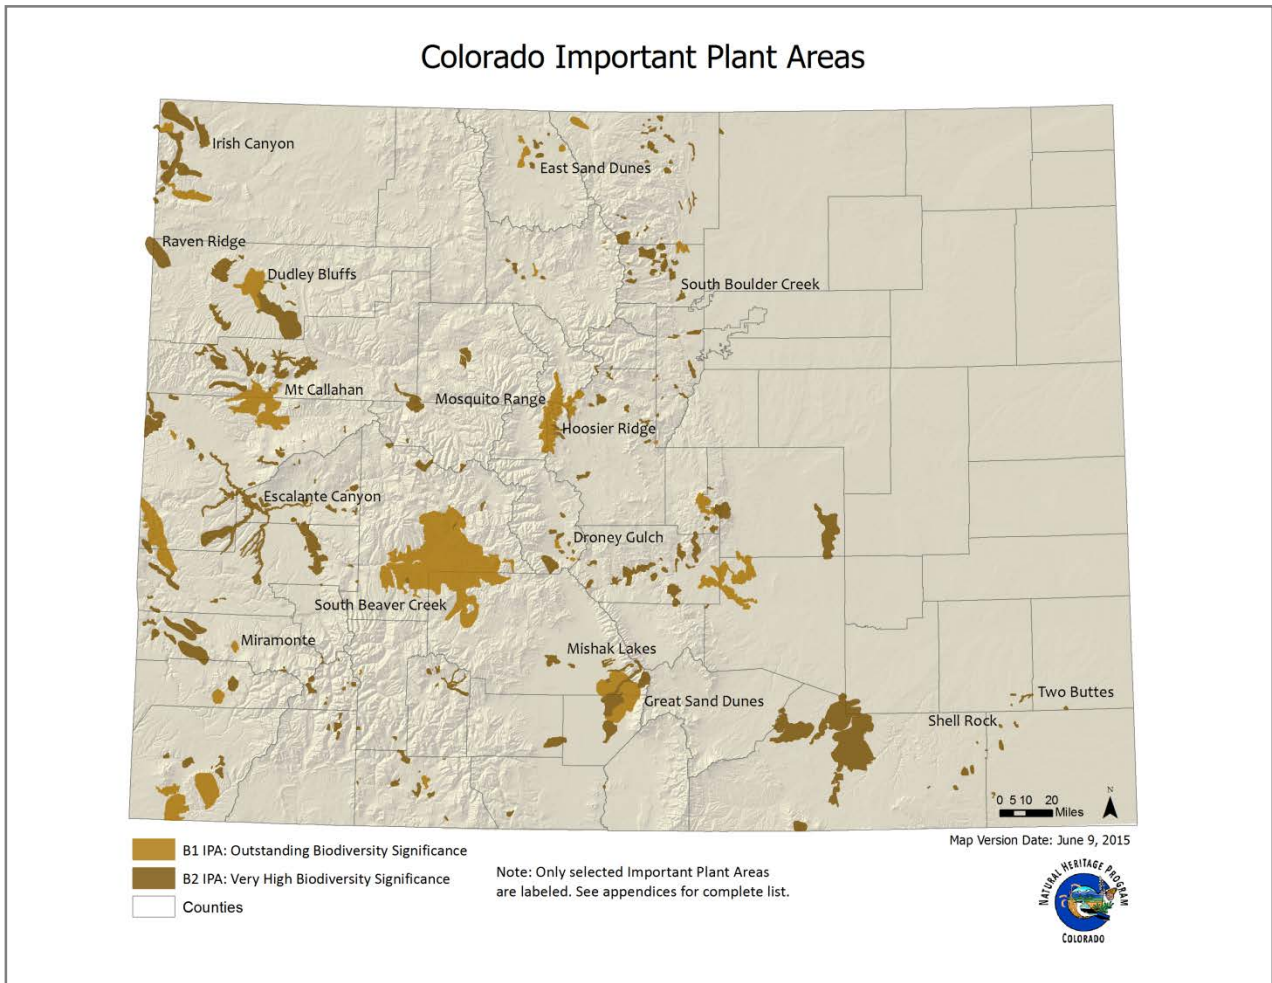 Colorado Important Plant Areas
Irish Canyon
East Sand Dunes
Raven Ridge
Dudley Bluffs
South Boulder Creek
Mt Callahan
Mosquito Range
Hoosier Ridge
Escalante Canyon
Droney Gulch
South Beaver Creek
Miramonte
Mishak Lakes
Great Sand Dunes
Two Buttes
Shell Rock
N
0 5 10 20
Miles
Map Version Date: June 9, 2015
B1 IPA: Outstanding Biodiversity Significance
B2 IPA: Very High Biodiversity Significance
Counties
Note: Only selected Important Plant Areas
are labeled. See appendices for complete list.
NATURAL HERITAGE PROGRAM
COLORADO